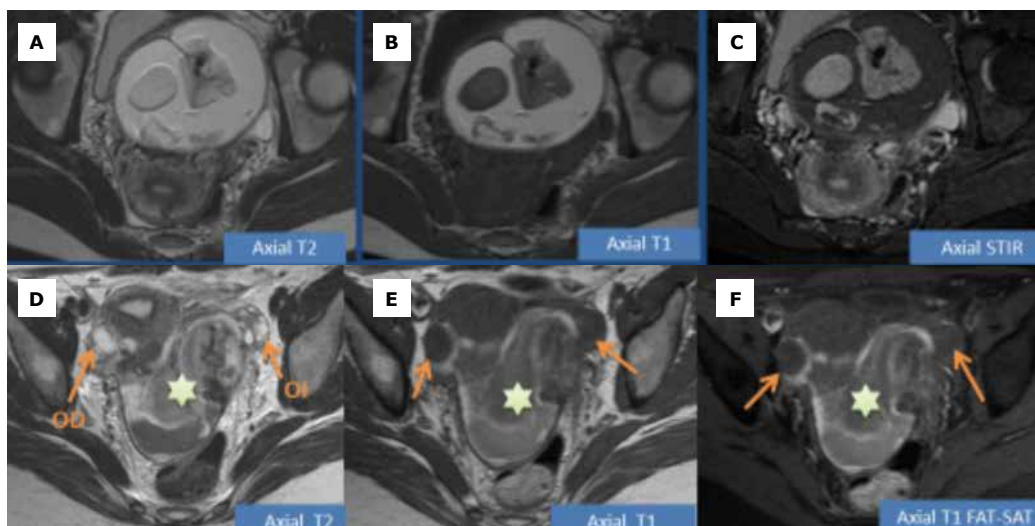 A
B
C
Axial T2
Axial T1
Axial STIR
D
E
F
OD
OI
Axial T2
Axial T1
Axial T1 FAT-SAT